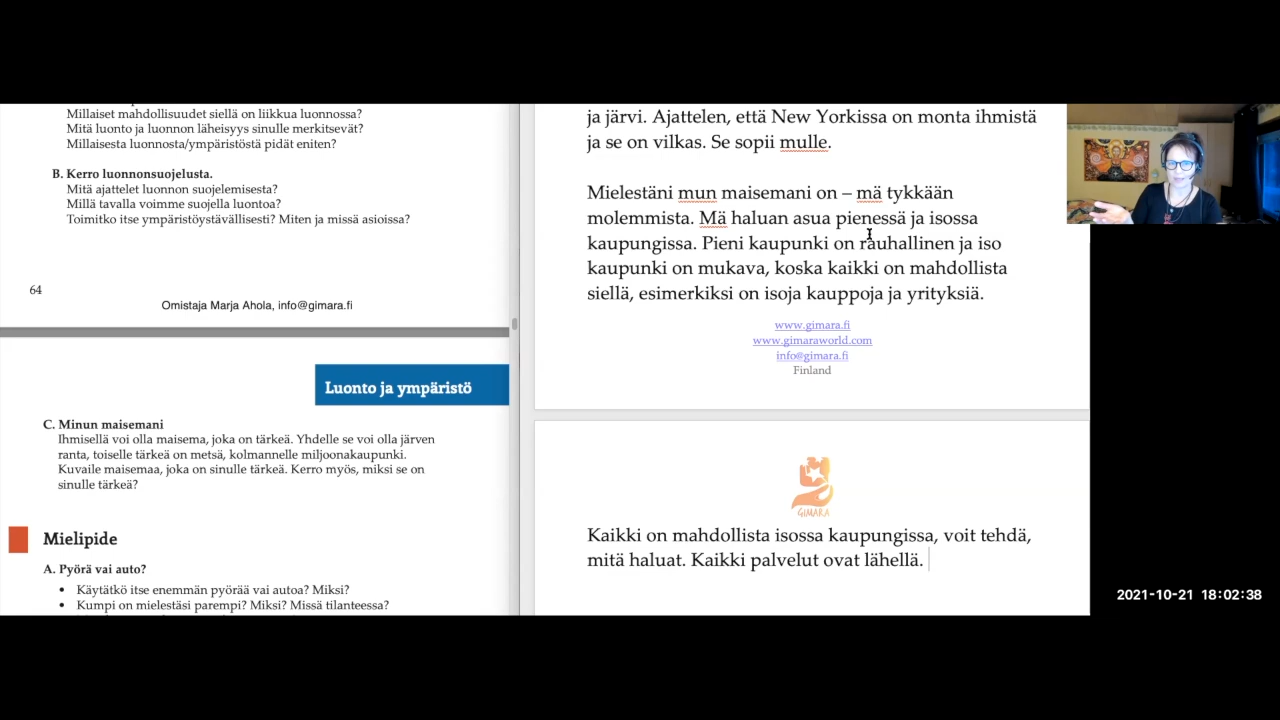 Millaiset mahdollisuudet siellä on liikkua luonnossa?
Mitä luonto ja luonnon läheisyys sinulle merkitsevät?
Millaisesta luonnosta/ympäristöstä pidät eniten?
B. Kerro luonnonsuojelusta.
Mitä ajattelet luonnon suojelemisesta?
Millä tavalla voimme suojella luontoa?
Toimitko itse ympäristöystävällisesti? Miten ja missä asioissa?
64
Omistaja Marja Ahola, info@gimara.fi
Luonto ja ympäristö
C. Minun maisemani
Ihmisellä voi olla maisema, joka on tärkeä. Yhdelle se voi olla järven
ranta, toiselle tärkeä on metsä, kolmannelle miljoonakaupunki.
Kuvaile maisemaa, joka on sinulle tärkeä. Kerro myös, miksi se on
sinulle tärkeä?
Mielipide
A. Pyörä vai auto?
• Käytätkö itse enemmän pyörää vai autoa? Miksi?
• Kumpi on mielestäsi parempi? Miksi? Missä tilanteessa?
ja järvi. Ajattelen, että New Yorkissa on monta ihmistä
ja se on vilkas. Se sopii mulle.
Mielestäni mun maisemani on – mä tykkään
molemmista. Mä haluan asua pienessä ja isossa
kaupungissa. Pieni kaupunki on rauhallinen ja iso
kaupunki on mukava, koska kaikki on mahdollista
siellä, esimerkiksi on isoja kauppoja ja yrityksiä.
www.gimara.fi
www.gimaraworld.com
info@gimara.fi
Finland
GIMARA
Kaikki on mahdollista isossa kaupungissa, voit tehdä,
mitä haluat. Kaikki palvelut ovat lähellä.
2021-10-21 18:02:38